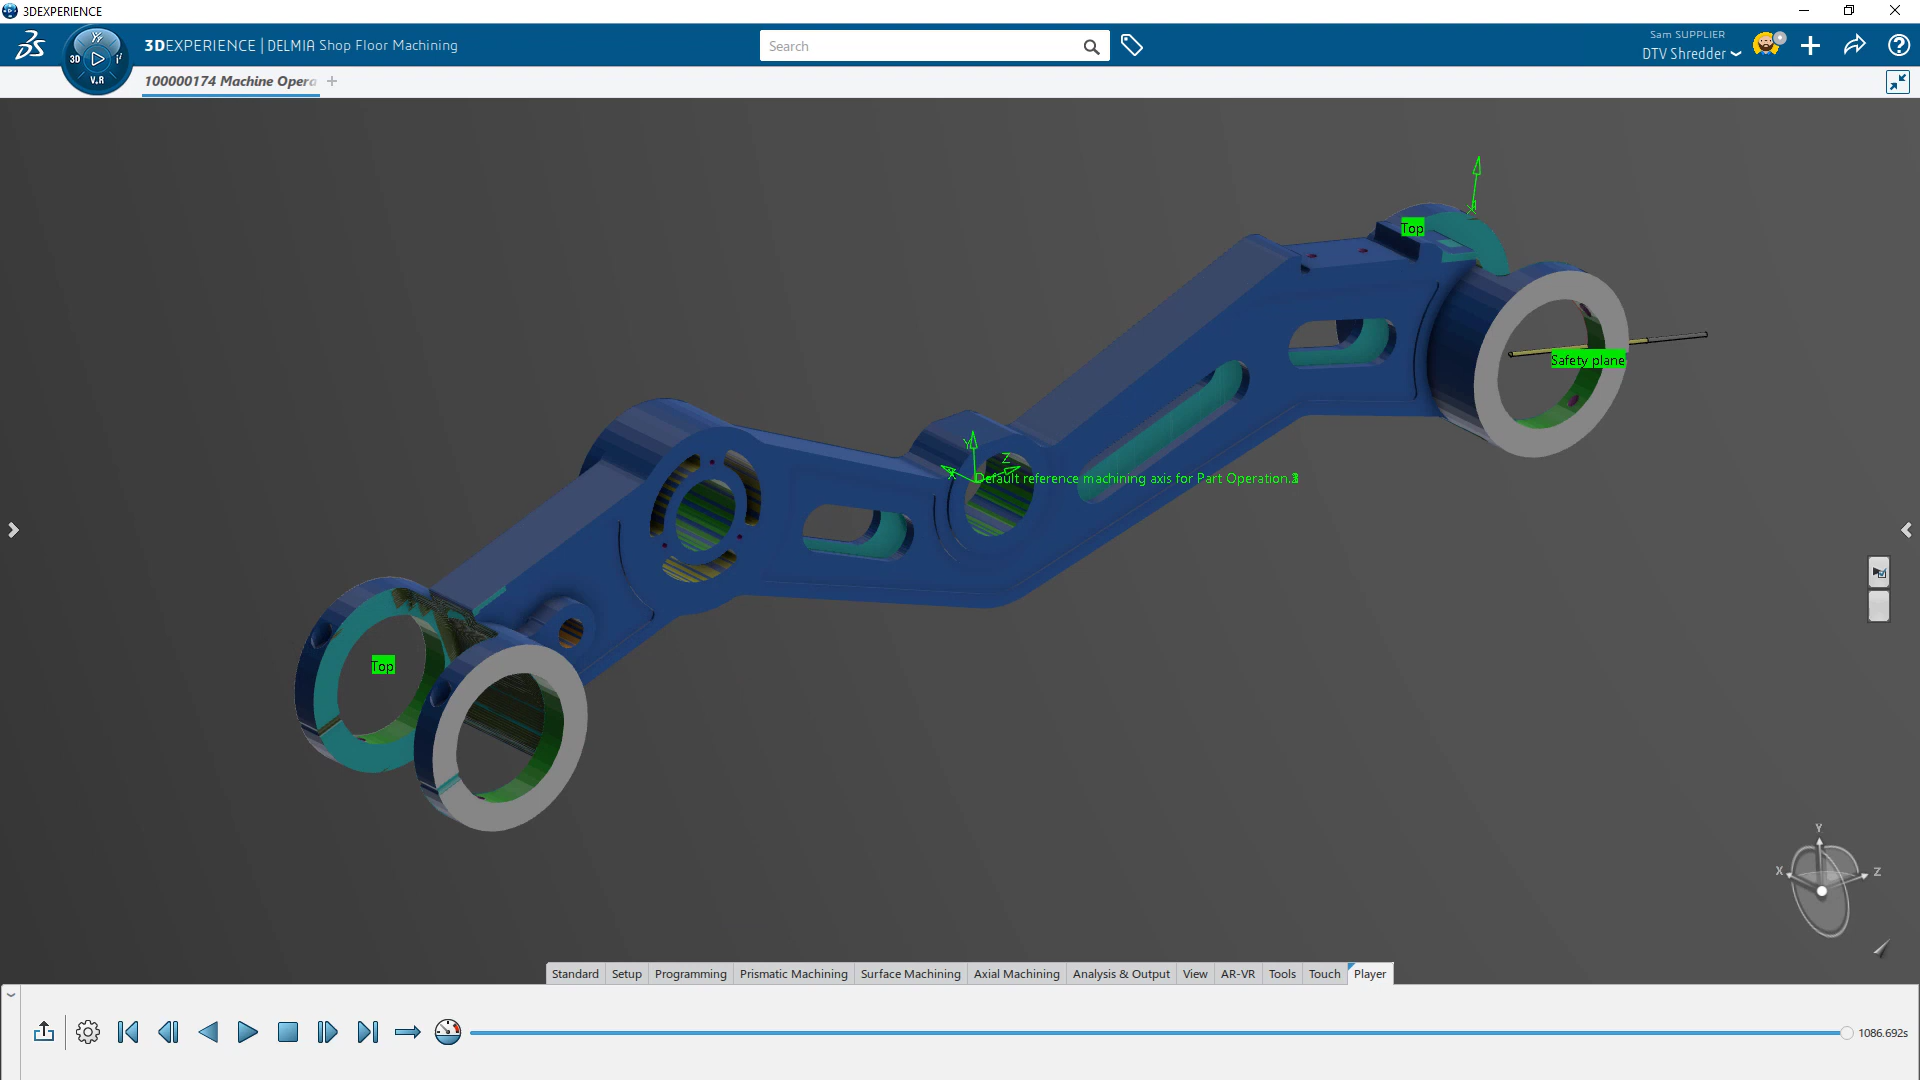 3DEXPERIENCE
3DEXPERIENCE | DELMIA Shop Floor Machining
Search
Sam SUPPLIER
DTV Shredder
3D
V.R
100000174 Machine Opera
Top
Safety plane
Y
Z
X
Default reference machining axis for Part Operation.
Top
Y
X
Z
Standard
Setup
Programming
Prismatic Machining
Surface Machining
Axial Machining
Analysis & Output
View
AR-VR
Tools
Touch
Player
1086.692s